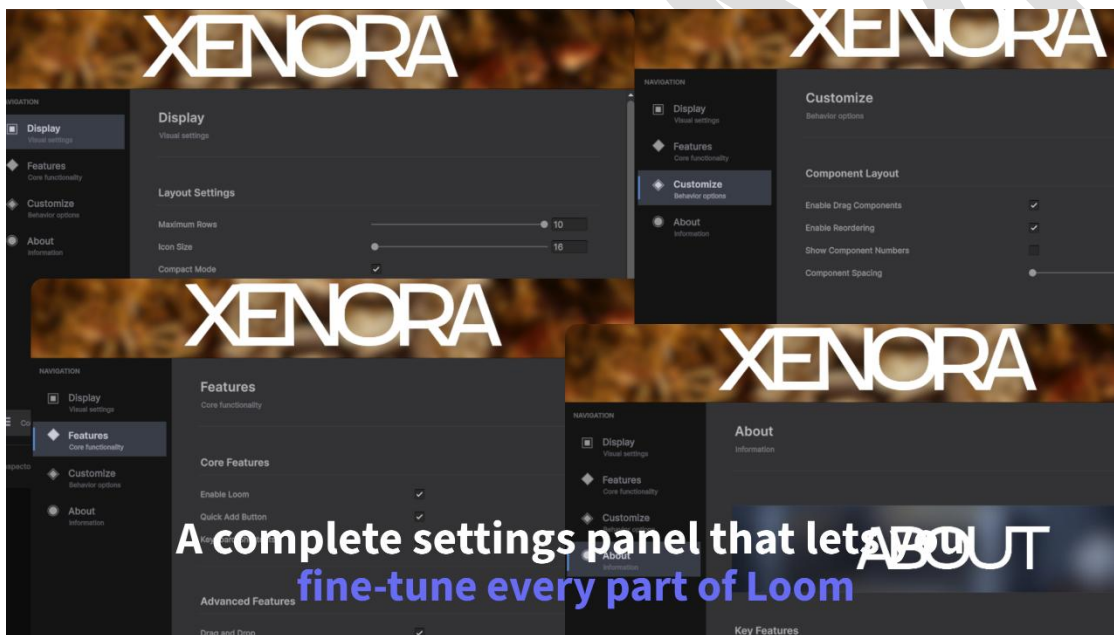 XENORA
NAVIGATION
Display
Visual settings
Features
Core functionality
Customize
Behavior options
About
Information
Display
Visual settings
Layout Settings
Maximum Rows 10
Icon Size 16
Compact Mode
XENORA
NAVIGATION
Display
Visual settings
Features
Core functionality
Customize
Behavior options
About
Information
Customize
Behavior options
Component Layout
Enable Drag Components
Enable Reordering
Show Component Numbers
Component Spacing
XENORA
NAVIGATION
Display
Visual settings
Features
Core functionality
Customize
Behavior options
About
Information
Features
Core functionality
Core Features
Enable Loom
Quick Add Button
Advanced Features
Drag and Drop
XENORA
NAVIGATION
Display
Visual settings
Features
Core functionality
Customize
About
Information
About
Information
ABOUT
Key Features
A complete settings panel that lets you
fine-tune every part of Loom